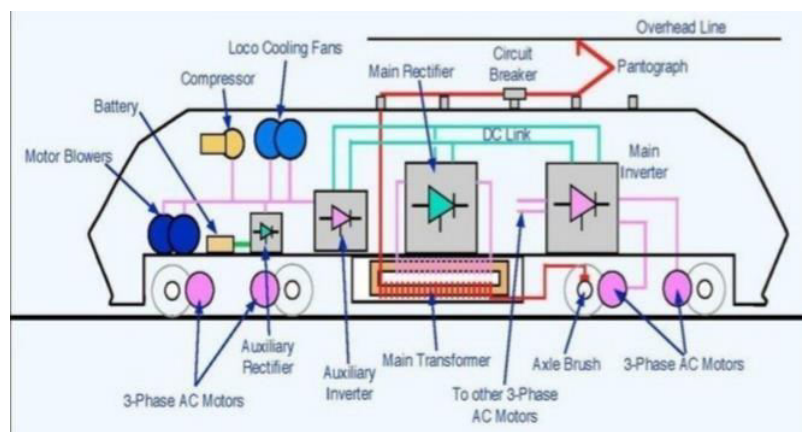 Overhead Line
Loco Cooling Fans
Circuit
Breaker
Main Rectifier
Pantograph
Compressor
Battery
DC Link
Main
Inverter
Motor Blowers
Auxiliary
Rectifier
Main Transformer
Axle Brush
3-Phase AC Motors
Auxiliary
Inverter
To other 3-Phase
AC Motors
3-Phase AC Motors